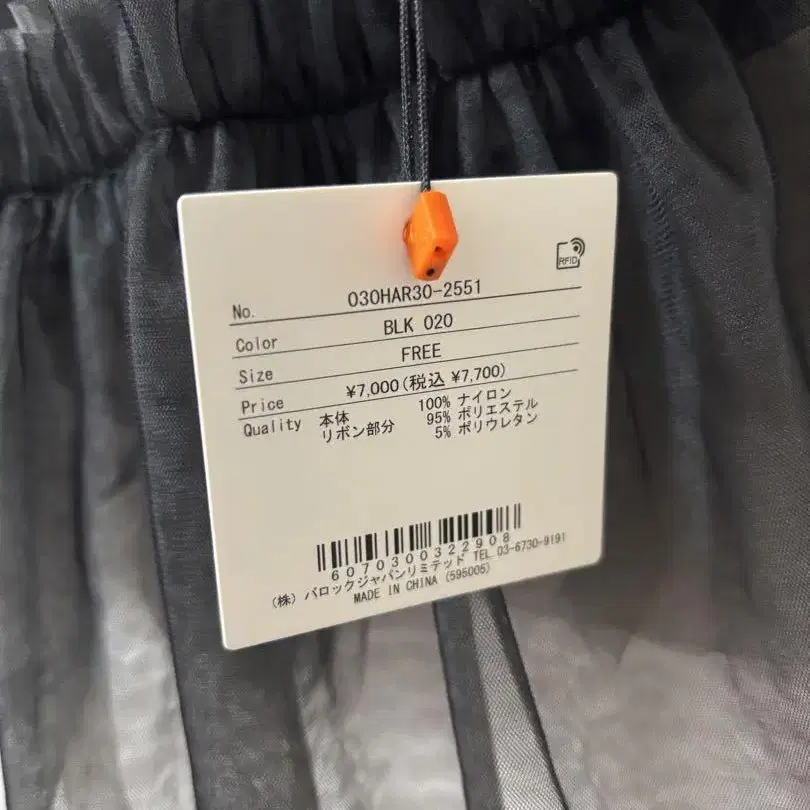 RFID
No. 030HAR30-2551
Color BLK 020
Size FREE
Price ¥7,000(税込 ¥7,700)
Quality 本体 100% ナイロン
リボン部分 95% ポリエステル
5% ポリウレタン
6070300322908
(株) バロックジャパンリミテッド TEL 03-6730-9191
MADE IN CHINA (595005)